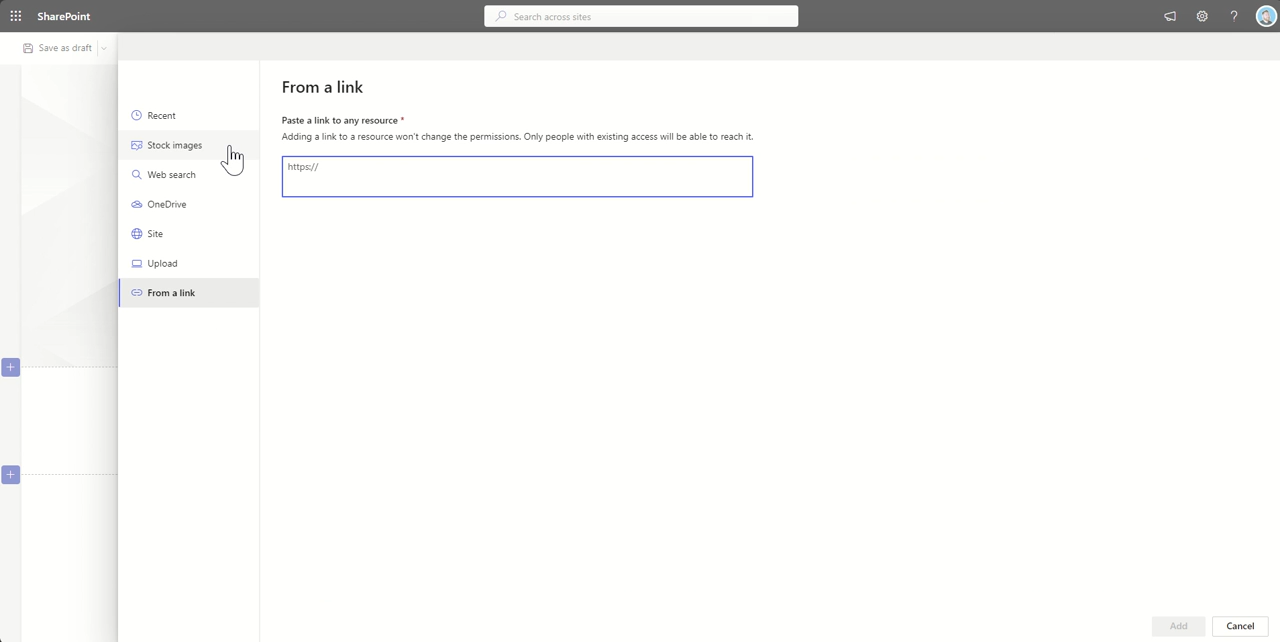 SharePoint
Search across sites
Save as draft
From a link
Recent
Paste a link to any resource *
Adding a link to a resource won't change the permissions. Only people with existing access will be able to reach it.
Stock images
https://
Web search
OneDrive
Site
Upload
From a link
Add
Cancel